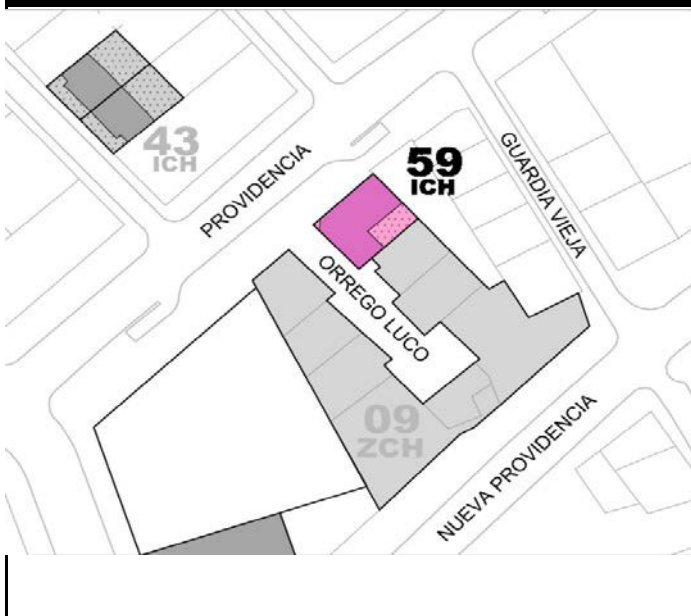 43
ICH
PROVIDENCIA
59
ICH
GUARDIA VIEJA
ORREGO LUCO
09
ZCH
NUEVA PROVIDENCIA